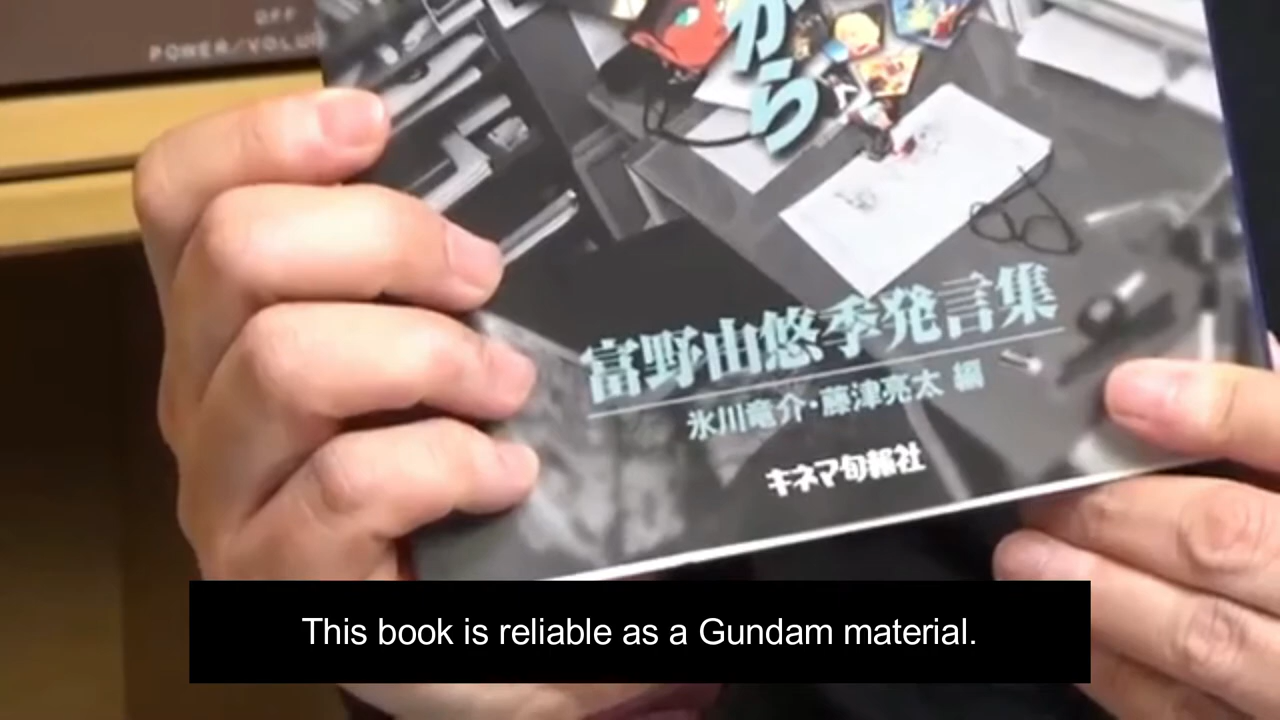 OFF
POWER/VOLU
から
富野由悠季発言集
氷川竜介・藤津亮太 編
キネマ旬報社
This book is reliable as a Gundam material.